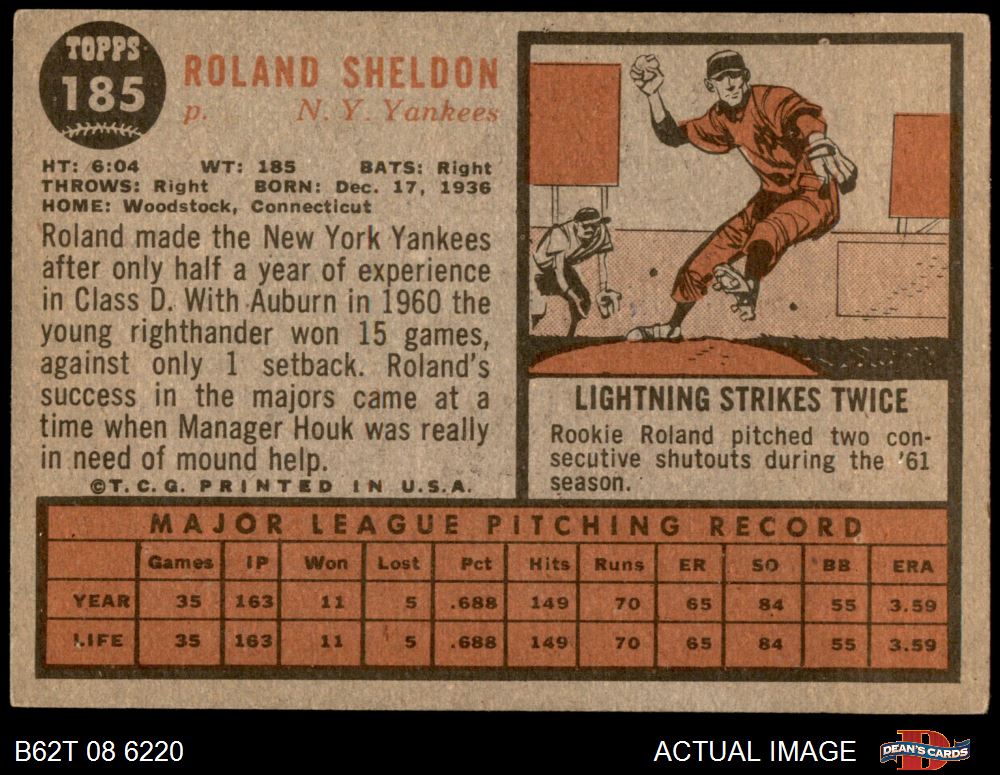 TOPPS
185
ROLAND SHELDON
p. N. Y. Yankees
HT: 6:04 WT: 185 BATS: Right
THROWS: Right BORN: Dec. 17, 1936
HOME: Woodstock, Connecticut
Roland made the New York Yankees
after only half a year of experience
in Class D. With Auburn in 1960 the
young righthander won 15 games,
against only 1 setback. Roland's
success in the majors came at a
time when Manager Houk was really
in need of mound help.
©T. C. G. PRINTED IN U.S.A.
LIGHTNING STRIKES TWICE
Rookie Roland pitched two con-
secutive shutouts during the '61
season.
MAJOR LEAGUE PITCHING RECORD
Games IP Won Lost Pct Hits Runs ER SO BB ERA
YEAR 35 163 11 5 .688 149 70 65 84 55 3.59
LIFE 35 163 11 5 .688 149 70 65 84 55 3.59
B62T 08 6220 ACTUAL IMAGE DEAN'S CARDS